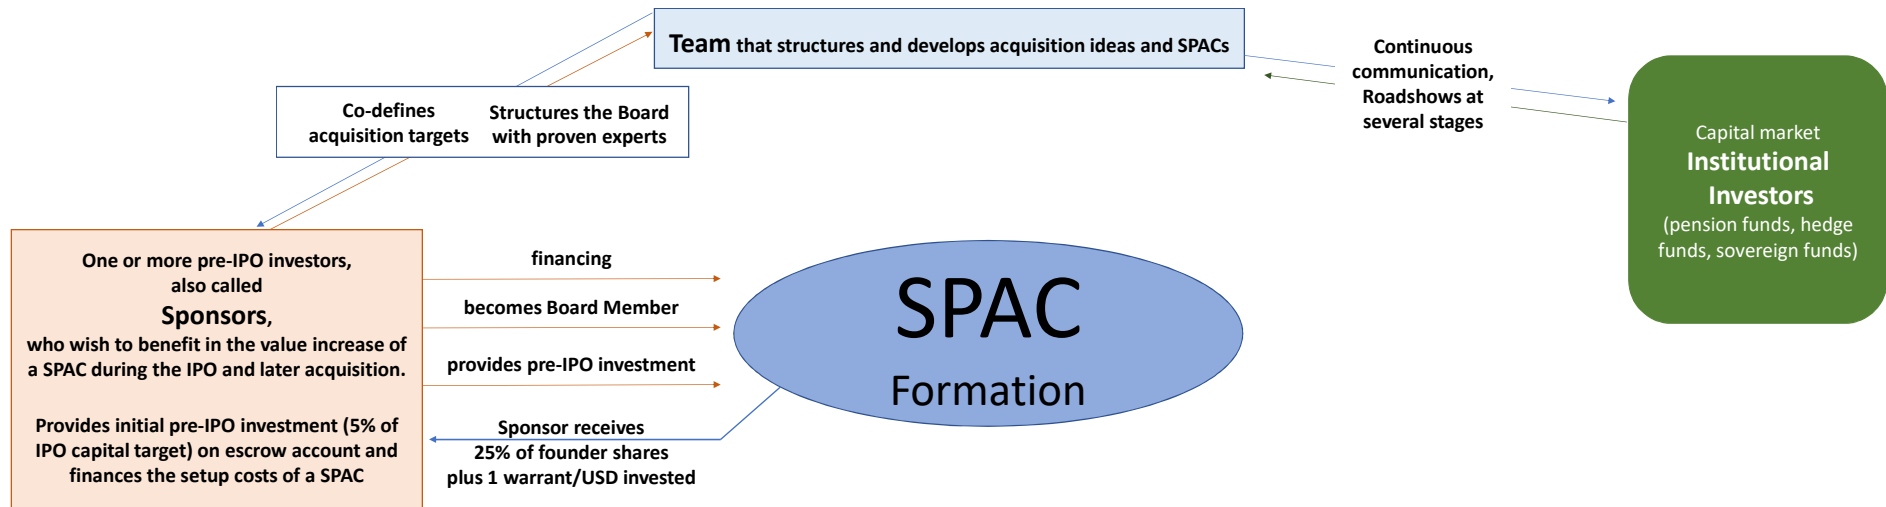 Team that structures and develops acquisition ideas and SPACs
Continuous
communication,
Roadshows at
several stages
Co-defines
acquisition targets
Structures the Board
with proven experts
Capital market
Institutional
Investors
(pension funds, hedge
funds, sovereign funds)
One or more pre-IPO investors,
also called
Sponsors,
who wish to benefit in the value increase of
a SPAC during the IPO and later acquisition.
Provides initial pre-IPO investment (5% of
IPO capital target) on escrow account and
finances the setup costs of a SPAC
financing
becomes Board Member
provides pre-IPO investment
Sponsor receives
25% of founder shares
plus 1 warrant/USD invested
SPAC
Formation